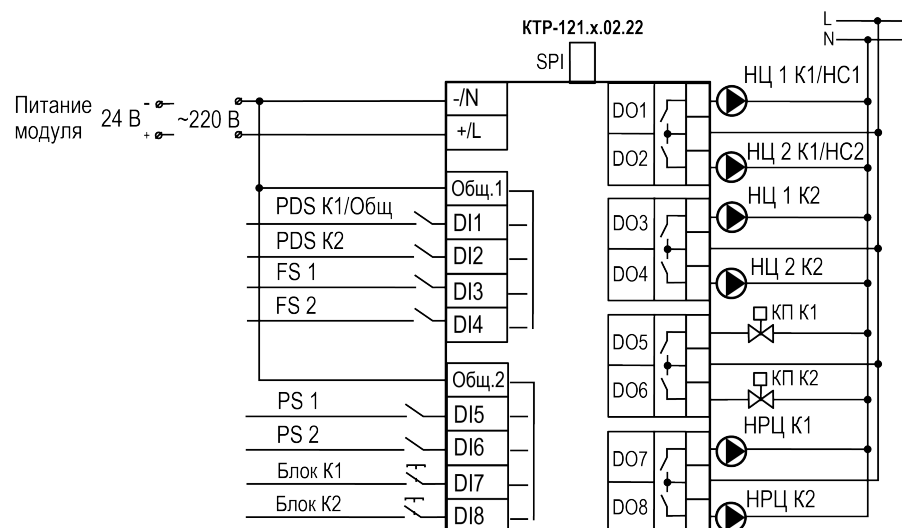 КТР-121.х.02.22
SPI
L
N
Питание
модуля
24 В
-
+
~220 В
-/N
+/L
Общ.1
PDS К1/Общ
DI1
PDS К2
DI2
FS 1
DI3
FS 2
DI4
Общ.2
PS 1
DI5
PS 2
DI6
Блок К1
DI7
Блок К2
DI8
DO1
НЦ 1 К1/НС1
DO2
НЦ 2 К1/НС2
DO3
НЦ 1 К2
DO4
НЦ 2 К2
DO5
КП К1
DO6
КП К2
DO7
НРЦ К1
DO8
НРЦ К2